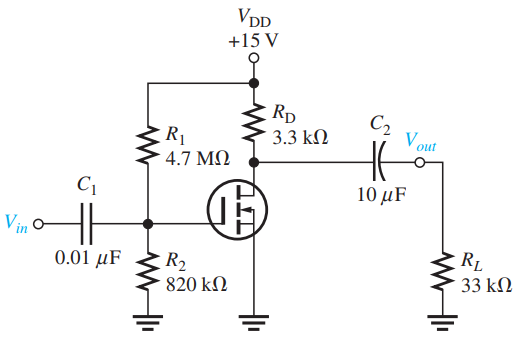 V_DD
+15 V
R_D
3.3 kΩ
R_1
4.7 MΩ
C_2
V_out
10 μF
C_1
V_in
0.01 μF
R_2
820 kΩ
R_L
33 kΩ